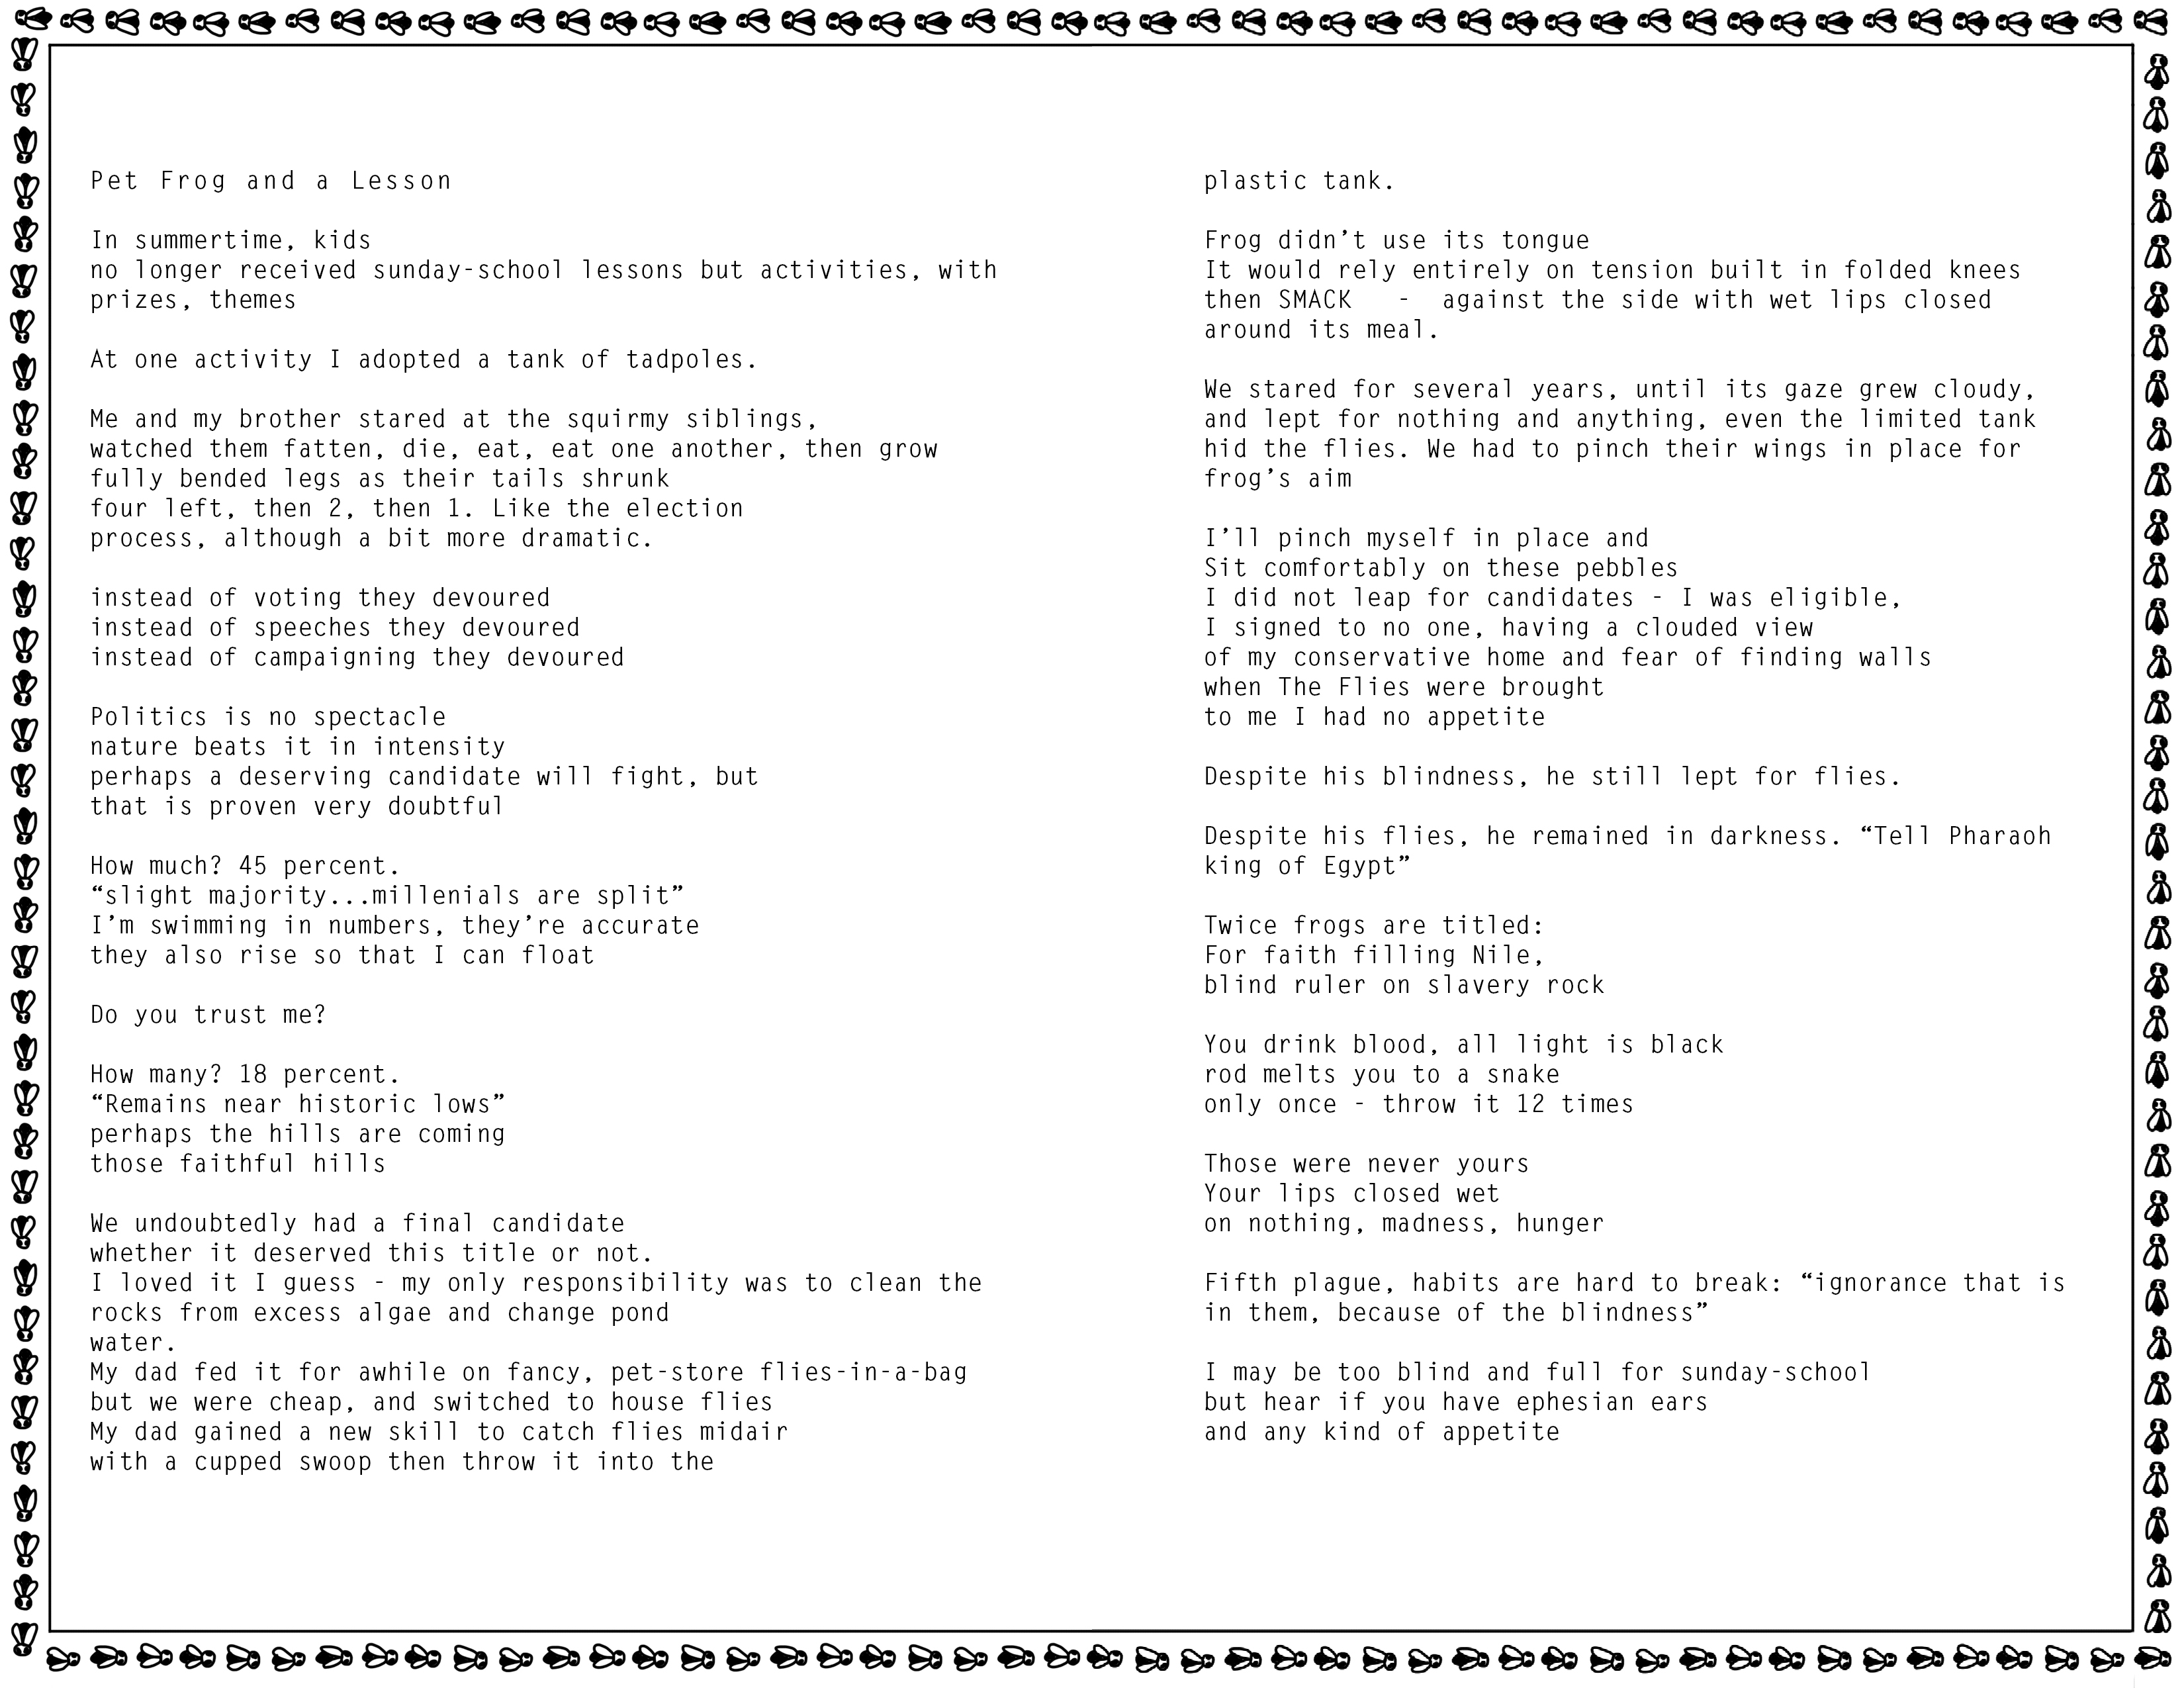 Pet Frog and a Lesson
In summertime, kids
no longer received sunday-school lessons but activities, with
prizes, themes
At one activity I adopted a tank of tadpoles.
Me and my brother stared at the squirmy siblings,
watched them fatten, die, eat, eat one another, then grow
fully bended legs as their tails shrunk
four left, then 2, then 1. Like the election
process, although a bit more dramatic.
instead of voting they devoured
instead of speeches they devoured
instead of campaigning they devoured
Politics is no spectacle
nature beats it in intensity
perhaps a deserving candidate will fight, but
that is proven very doubtful
How much? 45 percent.
“slight majority...millenials are split”
I’m swimming in numbers, they’re accurate
they also rise so that I can float
Do you trust me?
How many? 18 percent.
“Remains near historic lows”
perhaps the hills are coming
those faithful hills
We undoubtedly had a final candidate
whether it deserved this title or not.
I loved it I guess - my only responsibility was to clean the
rocks from excess algae and change pond
water.
My dad fed it for awhile on fancy, pet-store flies-in-a-bag
but we were cheap, and switched to house flies
My dad gained a new skill to catch flies midair
with a cupped swoop then throw it into the
plastic tank.
Frog didn’t use its tongue
It would rely entirely on tension built in folded knees
then SMACK   -  against the side with wet lips closed
around its meal.
We stared for several years, until its gaze grew cloudy,
and lept for nothing and anything, even the limited tank
hid the flies. We had to pinch their wings in place for
frog’s aim
I’ll pinch myself in place and
Sit comfortably on these pebbles
I did not leap for candidates - I was eligible,
I signed to no one, having a clouded view
of my conservative home and fear of finding walls
when The Flies were brought
to me I had no appetite
Despite his blindness, he still lept for flies.
Despite his flies, he remained in darkness. “Tell Pharaoh
king of Egypt”
Twice frogs are titled:
For faith filling Nile,
blind ruler on slavery rock
You drink blood, all light is black
rod melts you to a snake
only once - throw it 12 times
Those were never yours
Your lips closed wet
on nothing, madness, hunger
Fifth plague, habits are hard to break: “ignorance that is
in them, because of the blindness”
I may be too blind and full for sunday-school
but hear if you have ephesian ears
and any kind of appetite